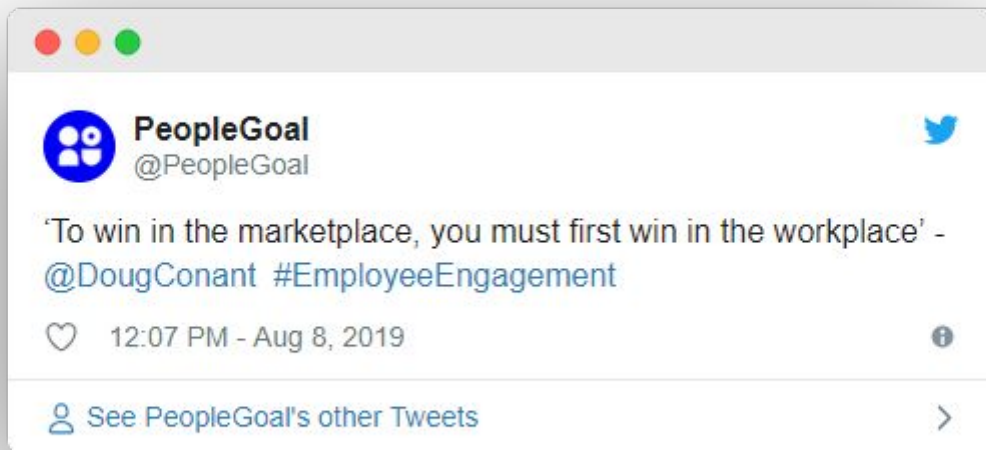 PeopleGoal
@PeopleGoal
‘To win in the marketplace, you must first win in the workplace’ -
@DougConant #EmployeeEngagement
12:07 PM - Aug 8, 2019
See PeopleGoal's other Tweets